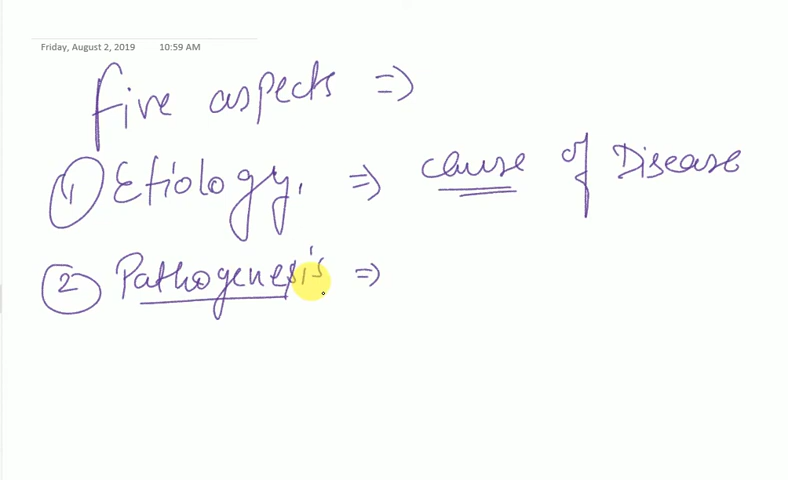 Friday, August 2, 2019 10:59 AM
five aspects =>
1 Etiology, => cause of Disease
2 Pathogenesis =>